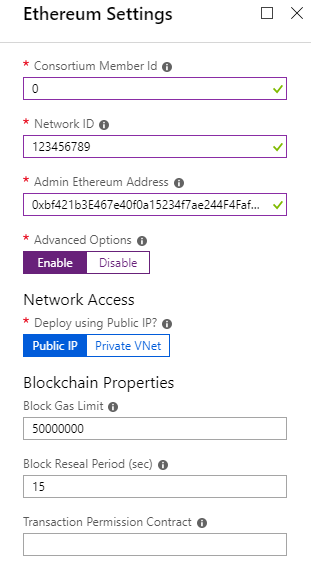 Ethereum Settings
* Consortium Member Id
0
* Network ID
123456789
* Admin Ethereum Address
0xbf421b3E467e40f0a15234f7ae244F4Faf...
* Advanced Options
Enable Disable
Network Access
* Deploy using Public IP?
Public IP Private VNet
Blockchain Properties
Block Gas Limit
50000000
Block Reseal Period (sec)
15
Transaction Permission Contract